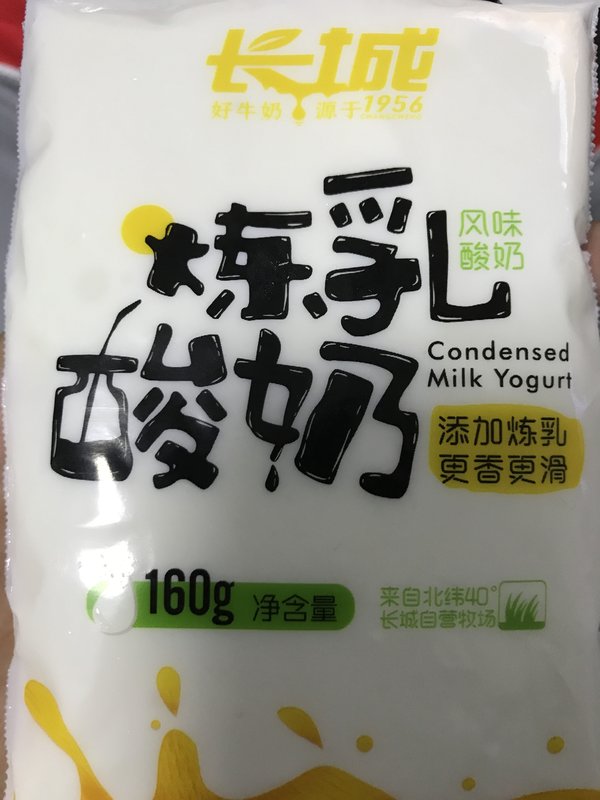 长城
好牛奶 源于1956
CHANGCHENG
炼乳
风味
酸奶
酸奶
Condensed
Milk Yogurt
添加炼乳
更香更滑
160g 净含量
来自北纬40°
长城自营牧场